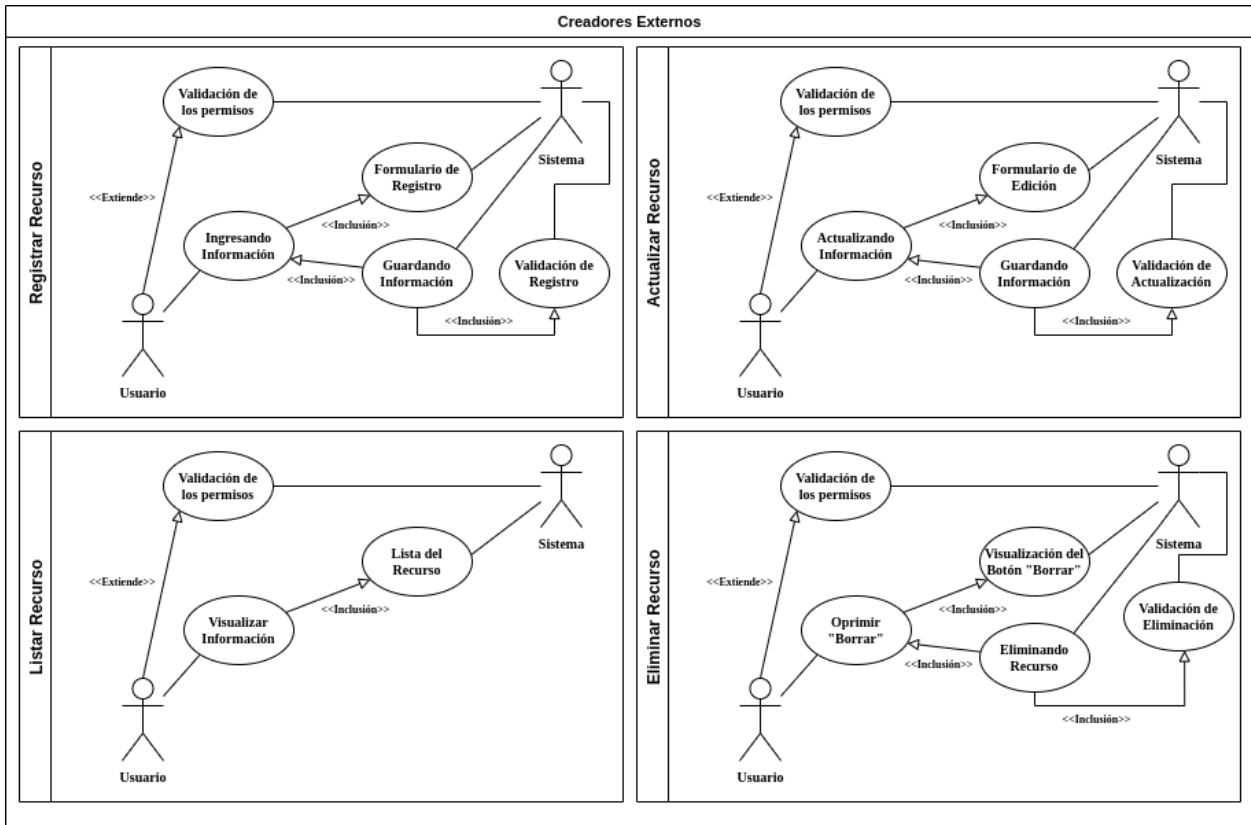 Creadores Externos
Registrar Recurso
Validación de
los permisos
Sistema
Formulario de
Registro
<<Extiende>>
<<Inclusión>>
Ingresando
Información
Guardando
Información
Validación de
Registro
<<Inclusión>>
<<Inclusión>>
Usuario
Actualizar Recurso
Validación de
los permisos
Sistema
Formulario de
Edición
<<Extiende>>
<<Inclusión>>
Actualizando
Información
Guardando
Información
Validación de
Actualización
<<Inclusión>>
<<Inclusión>>
Usuario
Listar Recurso
Validación de
los permisos
Sistema
Lista del
Recurso
<<Extiende>>
<<Inclusión>>
Visualizar
Información
Usuario
Eliminar Recurso
Validación de
los permisos
Sistema
Visualización del
Botón "Borrar"
<<Extiende>>
<<Inclusión>>
Validación de
Eliminación
Oprimir
"Borrar"
Eliminando
Recurso
<<Inclusión>>
<<Inclusión>>
Usuario